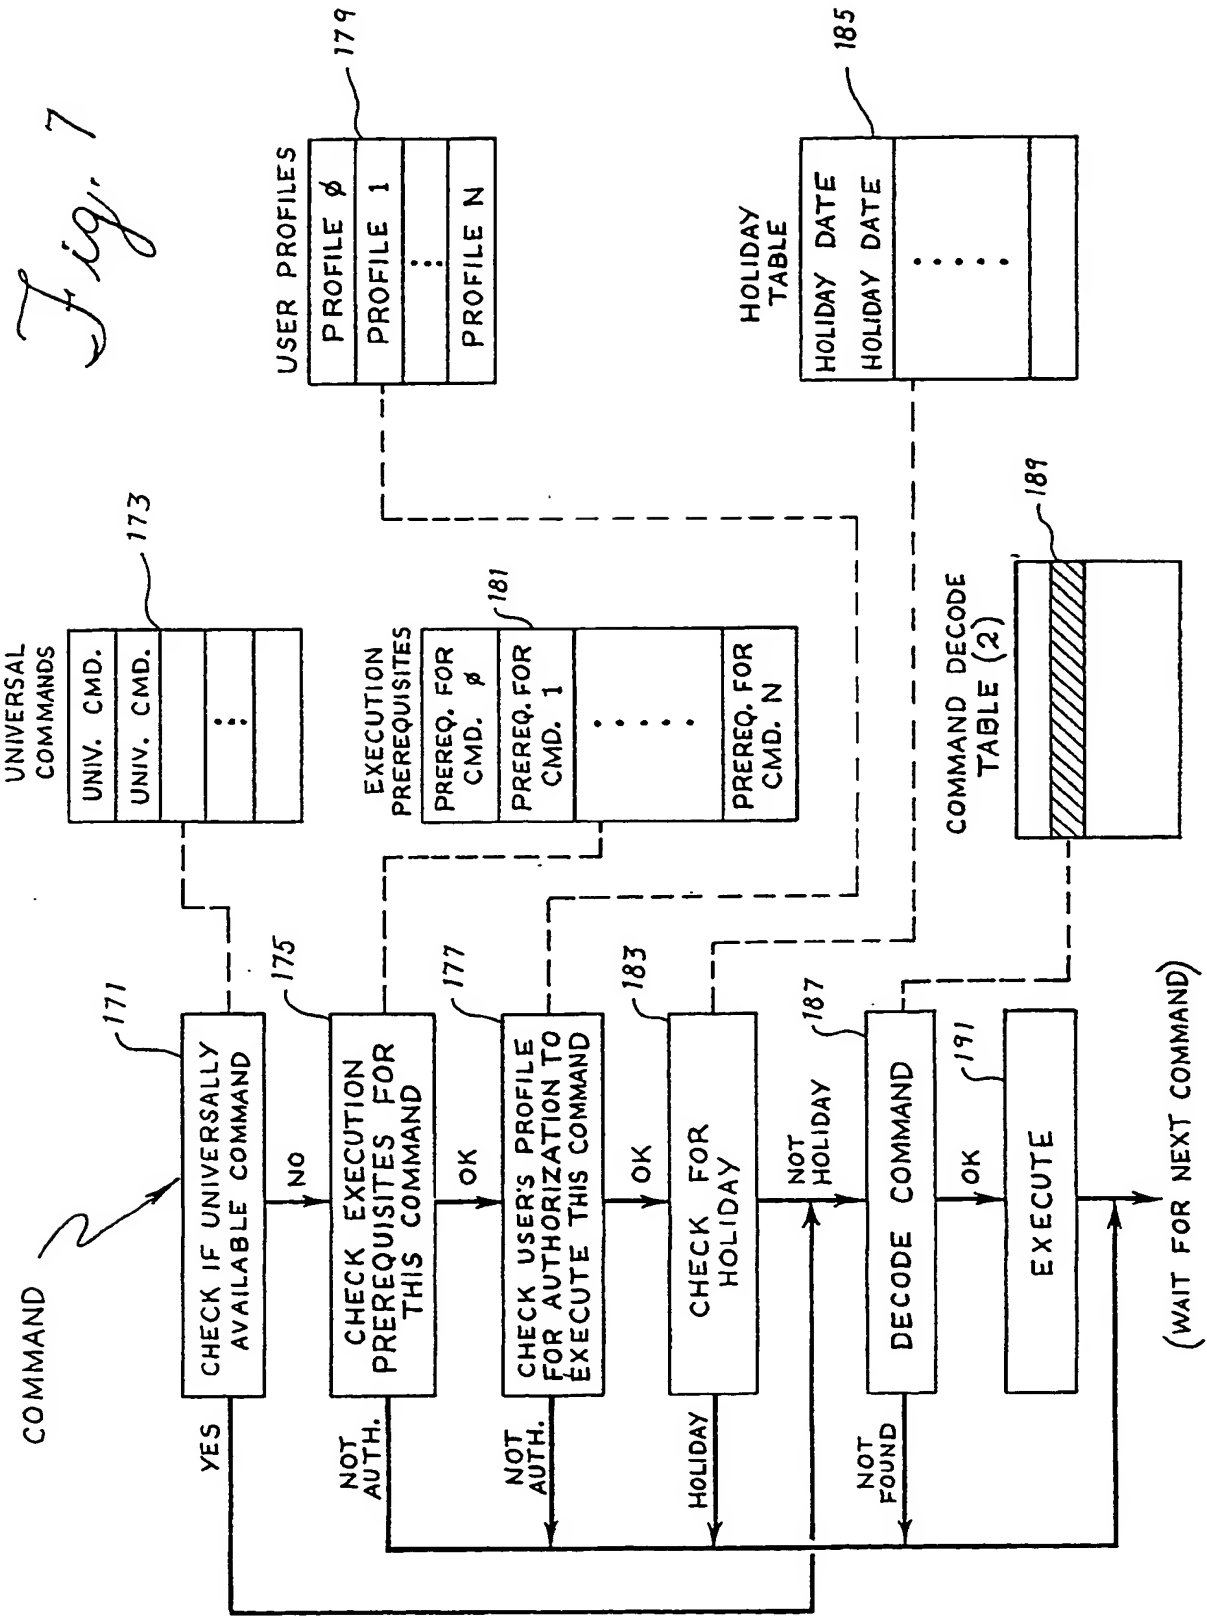 Fig. 7
COMMAND
171
CHECK IF UNIVERSALLY
AVAILABLE COMMAND
YES
NO
UNIVERSAL
COMMANDS
UNIV. CMD.
UNIV. CMD.
⋮
173
175
CHECK EXECUTION
PREREQUISITES FOR
THIS COMMAND
NOT
AUTH.
OK
EXECUTION
PREREQUISITES
181
PREREQ. FOR
CMD. ∅
PREREQ. FOR
CMD. 1
.....
PREREQ. FOR
CMD. N
177
CHECK USER'S PROFILE
FOR AUTHORIZATION TO
EXECUTE THIS COMMAND
NOT
AUTH.
OK
USER PROFILES
179
PROFILE ∅
PROFILE 1
⋮
PROFILE N
183
CHECK FOR
HOLIDAY
HOLIDAY
NOT
HOLIDAY
HOLIDAY
TABLE
185
HOLIDAY DATE
HOLIDAY DATE
.....
187
DECODE COMMAND
NOT
FOUND
OK
COMMAND DECODE
TABLE (2)
189
191
EXECUTE
(WAIT FOR NEXT COMMAND)